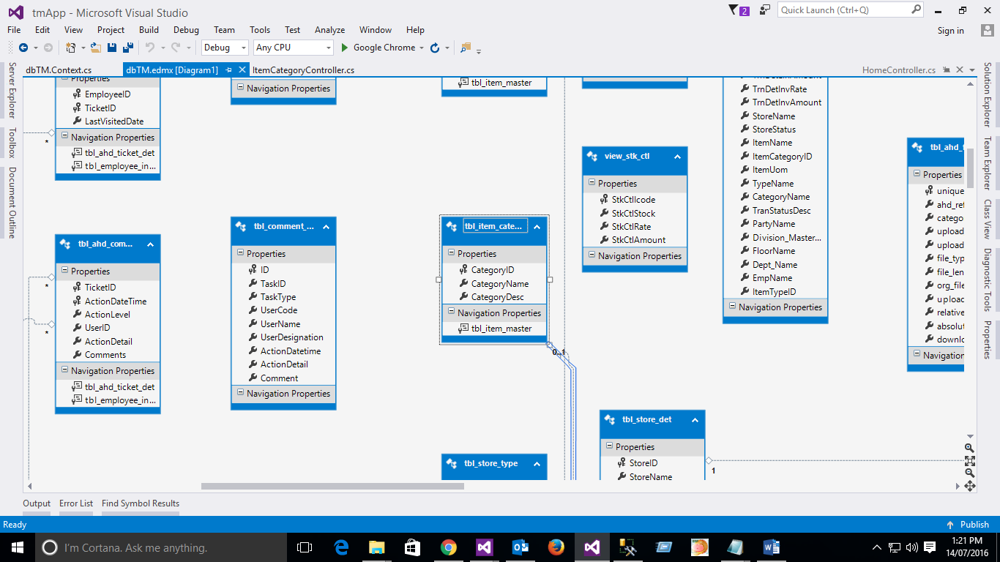 tmApp - Microsoft Visual Studio
2
Quick Launch (Ctrl+Q)
File Edit View Project Build Debug Team Tools Test Analyze Window Help
Sign in
Debug
Any CPU
Google Chrome
dbTM.Context.cs
dbTM.edmx [Diagram1]
ItemCategoryController.cs
HomeController.cs
Server Explorer
Toolbox
Document Outline
Properties
EmployeeID
TicketID
LastVisitedDate
Navigation Properties
tbl_ahd_ticket_det
tbl_employee_in...
*
tbl_ahd_com...
Properties
TicketID
ActionDateTime
ActionLevel
UserID
ActionDetail
Comments
Navigation Properties
tbl_ahd_ticket_det
tbl_employee_in...
*
*
Navigation Properties
tbl_comment_...
Properties
ID
TaskID
TaskType
UserCode
UserName
UserDesignation
ActionDatetime
ActionDetail
Comment
Navigation Properties
tbl_item_master
tbl_item_cate...
Properties
CategoryID
CategoryName
CategoryDesc
Navigation Properties
tbl_item_master
0..1
tbl_store_type
view_stk_ctl
Properties
StkCtlIcode
StkCtlStock
StkCtlRate
StkCtlAmount
Navigation Properties
tbl_store_det
Properties
StoreID
StoreName
1
TrnDetInvRate
TrnDetInvAmount
StoreName
StoreStatus
ItemName
ItemCategoryID
ItemUom
TypeName
CategoryName
TranStatusDesc
PartyName
Division_Master...
FloorName
Dept_Name
EmpName
ItemTypeID
Navigation Properties
tbl_ahd_
Properties
unique
ahd_ref
catego
upload
upload
file_typ
file_len
org_file
upload
relative
absolut
downlo
Navigation
Solution Explorer
Team Explorer
Class View
Diagnostic Tools
Properties
Output Error List Find Symbol Results
Ready
Publish
I'm Cortana. Ask me anything.
1:21 PM
14/07/2016